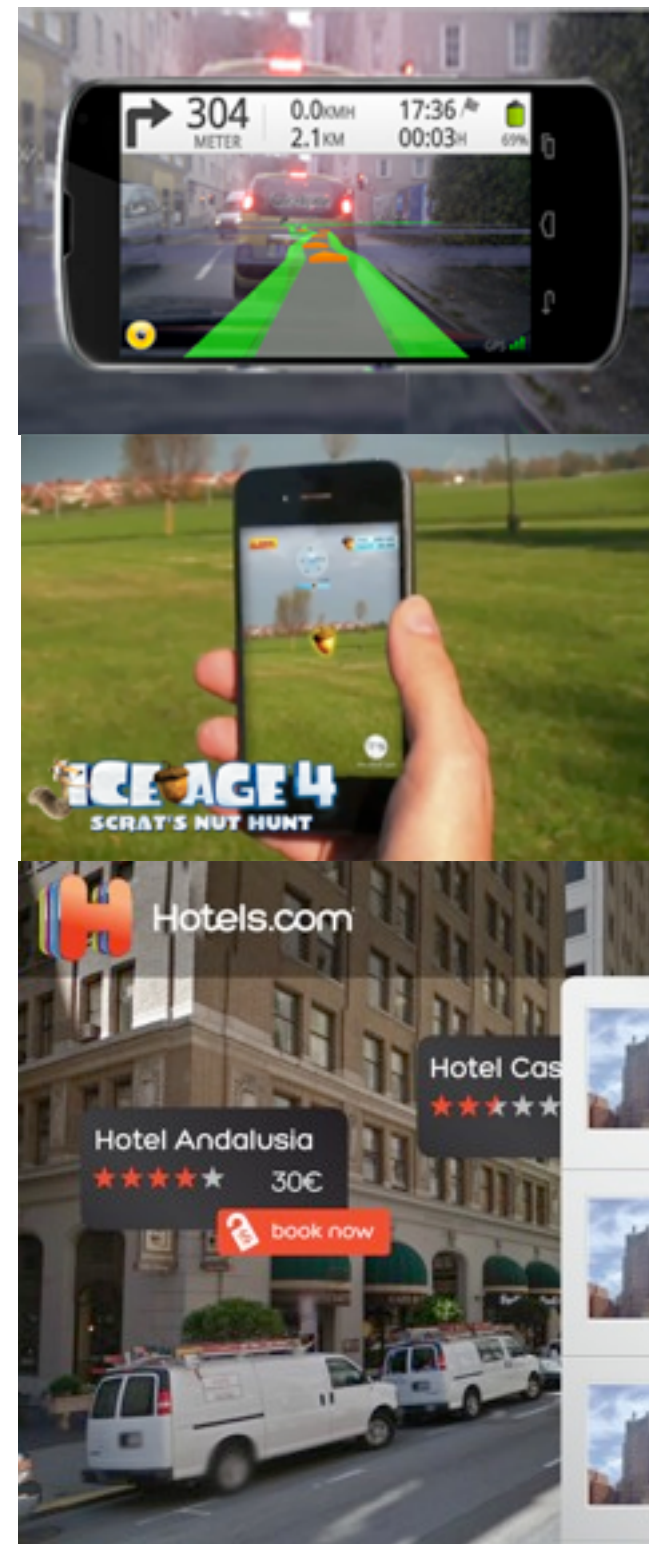 304
METER
0.0KMH
2.1KM
17:36
00:03H
69%
GPS
ICE AGE 4
SCRAT'S NUT HUNT
Hotels.com
Hotel Cas
Hotel Andalusia
30€
book now